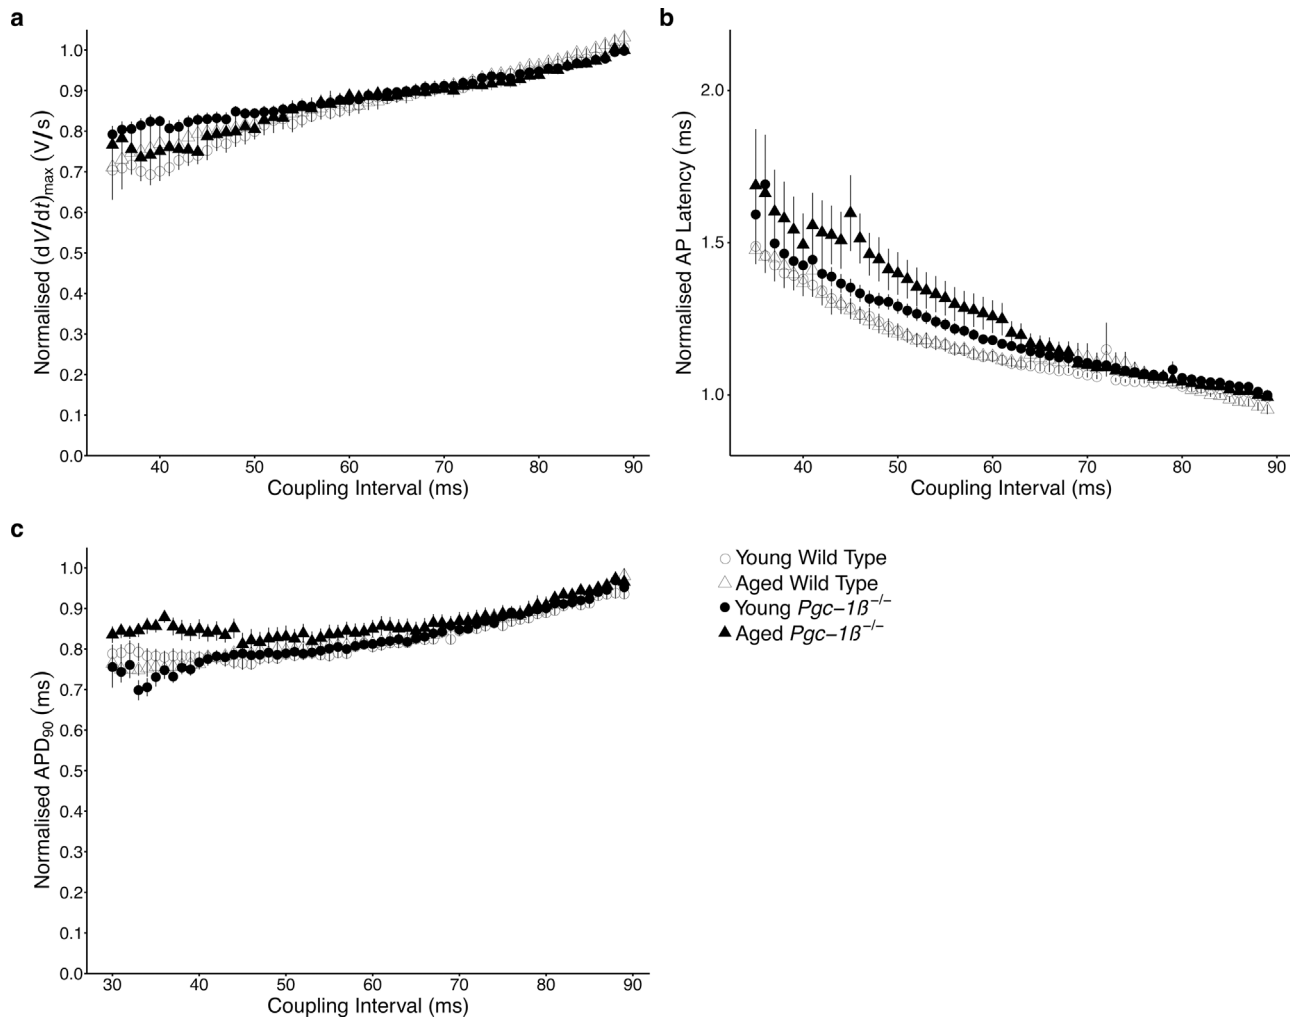 a
1.0
0.9
0.8
0.7
0.6
0.5
0.4
0.3
0.2
0.1
0.0
Normalised (dV/dt)max (V/s)
40 50 60 70 80 90
Coupling Interval (ms)
b
2.0
1.5
1.0
Normalised AP Latency (ms)
40 50 60 70 80 90
Coupling Interval (ms)
c
1.0
0.9
0.8
0.7
0.6
0.5
0.4
0.3
0.2
0.1
0.0
Normalised APD90 (ms)
30 40 50 60 70 80 90
Coupling Interval (ms)
Young Wild Type
Aged Wild Type
Young Pgc−1ß−/−
Aged Pgc−1ß−/−